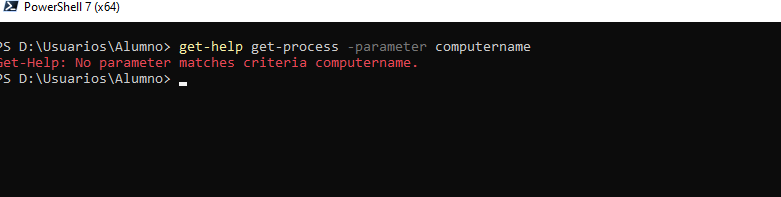 PowerShell 7 (x64)
PS D:\Usuarios\Alumno> get-help get-process -parameter computername
Get-Help: No parameter matches criteria computername.
PS D:\Usuarios\Alumno>